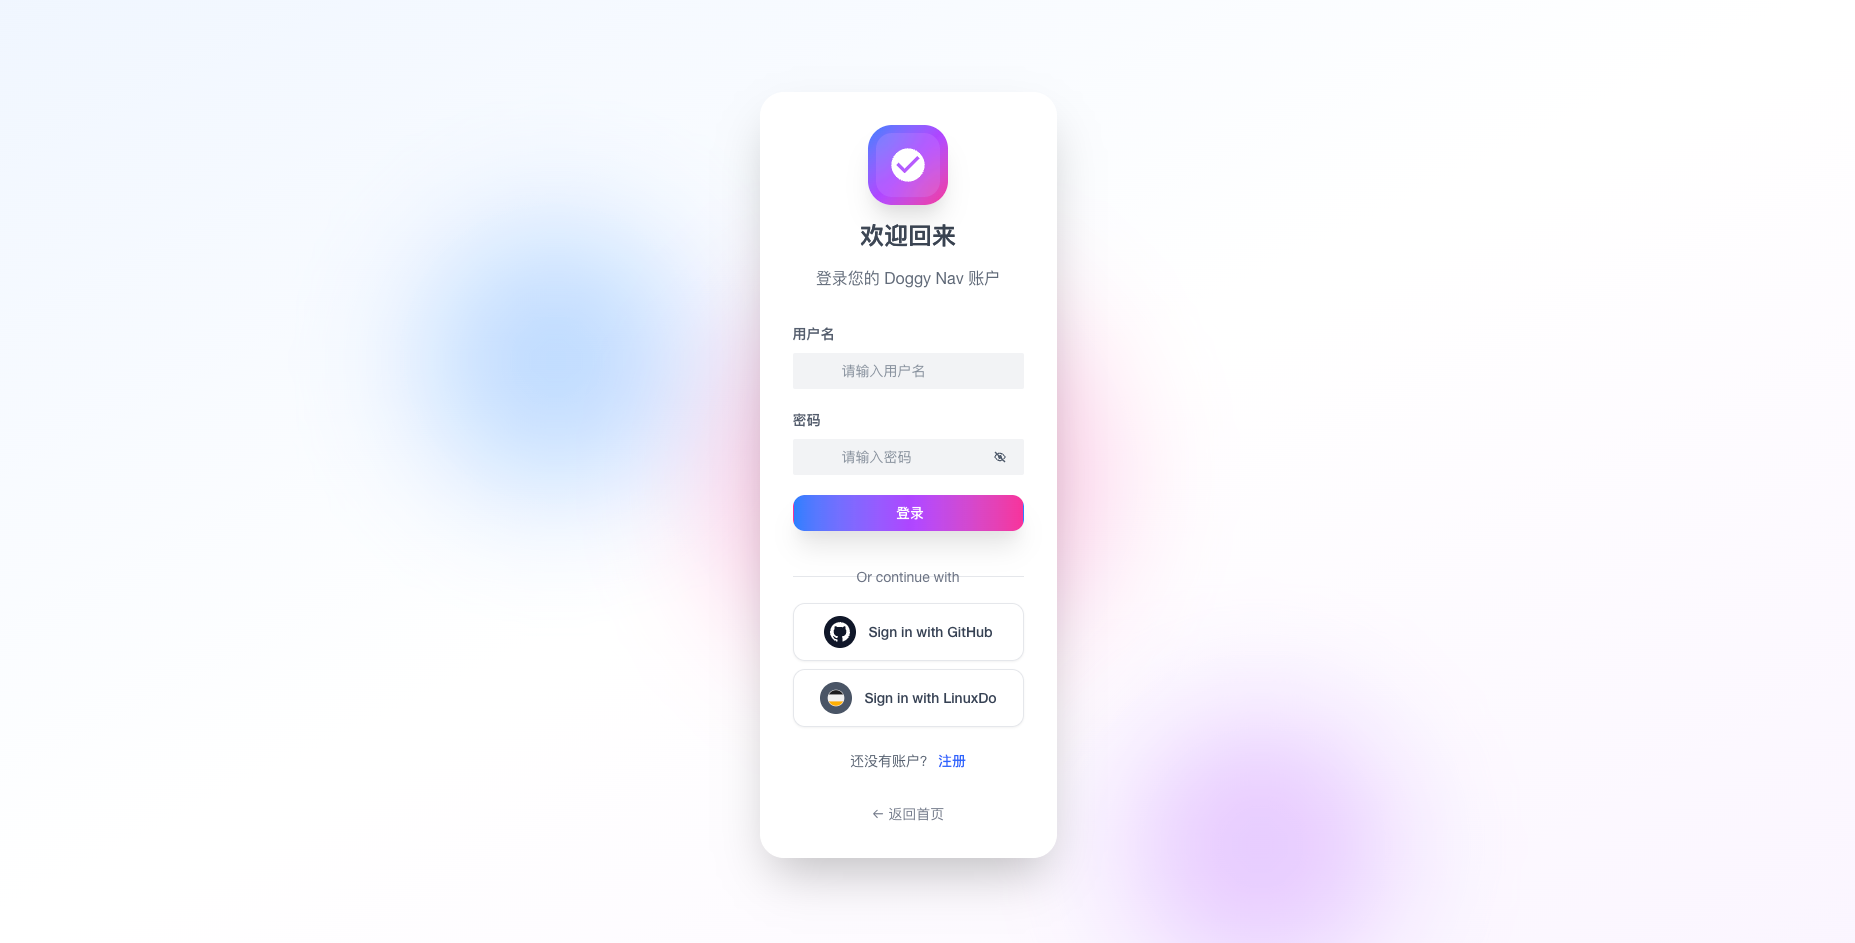 欢迎回来
登录您的 Doggy Nav 账户
用户名
请输入用户名
密码
请输入密码
登录
Or continue with
Sign in with GitHub
Sign in with LinuxDo
还没有账户? 注册
← 返回首页